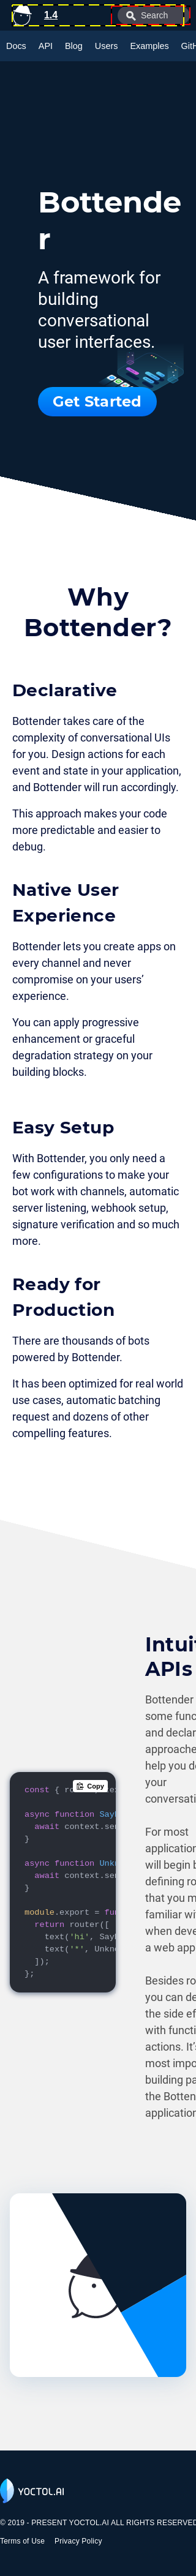 1.4
Search
Docs API Blog Users Examples
Bottende
r
A framework for
building
conversational
user interfaces.
Get Started
Why
Bottender?
Declarative
Bottender takes care of the
complexity of conversational UIs
for you. Design actions for each
event and state in your application,
and Bottender will run accordingly.
This approach makes your code
more predictable and easier to
debug.
Native User
Experience
Bottender lets you create apps on
every channel and never
compromise on your users’
experience.
You can apply progressive
enhancement or graceful
degradation strategy on your
building blocks.
Easy Setup
With Bottender, you only need a
few configurations to make your
bot work with channels, automatic
server listening, webhook setup,
signature verification and so much
more.
Ready for
Production
There are thousands of bots
powered by Bottender.
It has been optimized for real world
use cases, automatic batching
request and dozens of other
compelling features.
APIs
Bottender
some func
and declar
approache
help you d
your
conversati
For most
application
will begin b
defining ro
that you m
familiar wi
when deve
a web app
Besides ro
you can de
the side ef
with functi
actions. It's
most impo
building pa
the Botten
application
Copy
const {
async function Say
await context.se
}
async function Unk
await context.se
}
module.export = fu
return router([
text('hi', Say
text('*', Unkn
]);
};
YOCTOL.AI
© 2019 - PRESENT YOCTOL.AI ALL RIGHTS RESERVED
Terms of Use Privacy Policy